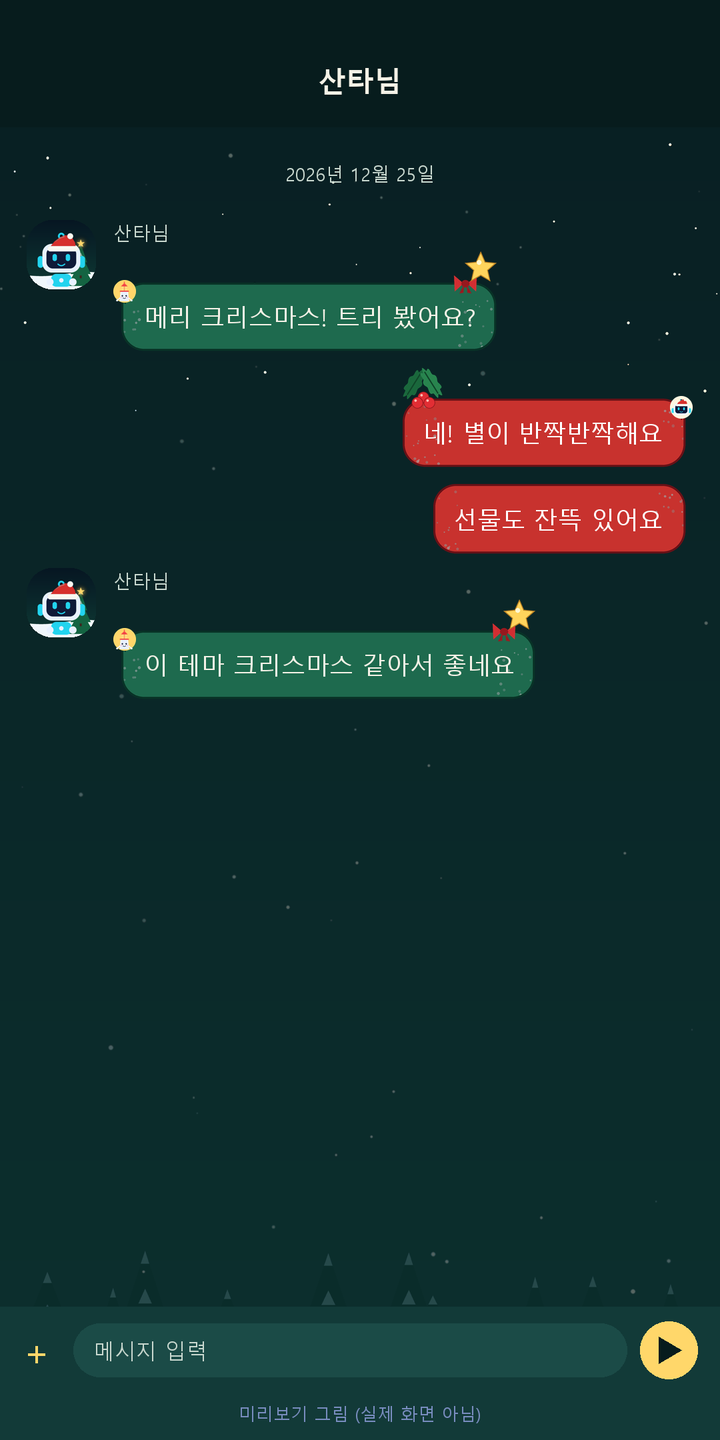 산타님
2026년 12월 25일
산타님
메리 크리스마스! 트리 봤어요?
네! 별이 반짝반짝해요
선물도 잔뜩 있어요
산타님
이 테마 크리스마스 같아서 좋네요
+ 메시지 입력
미리보기 그림 (실제 화면 아님)